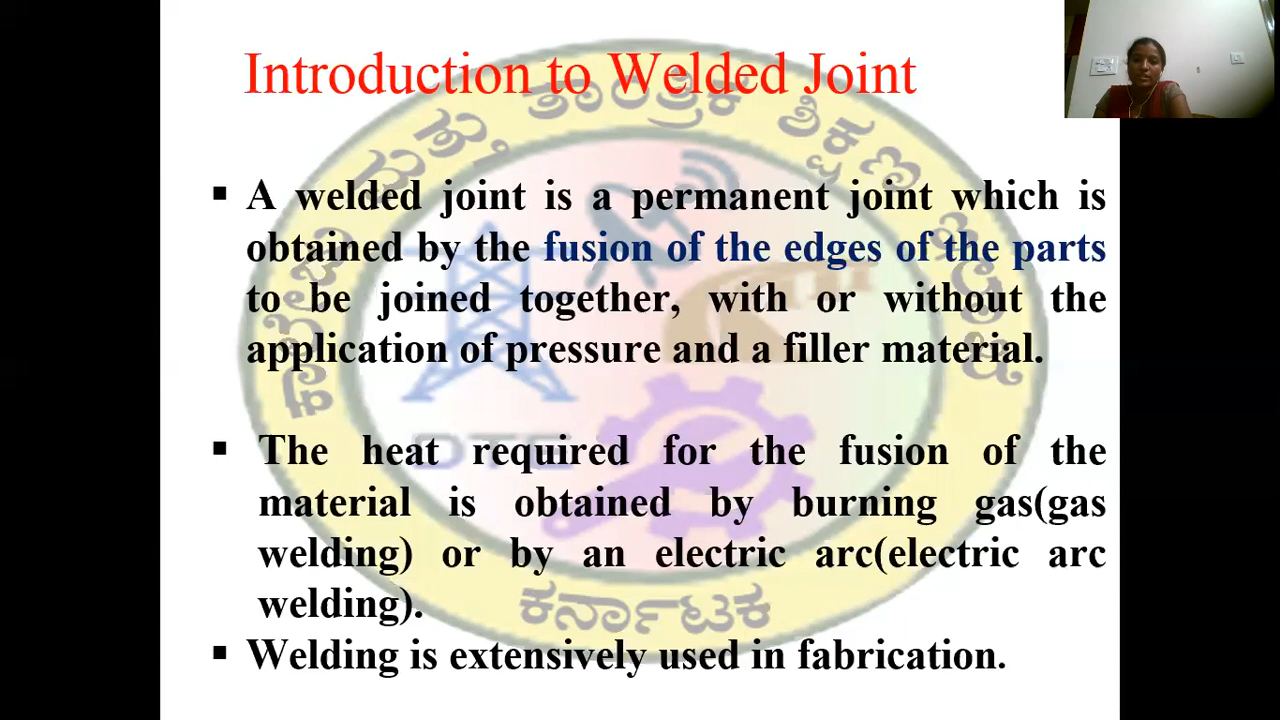 Introduction to Welded Joint
▪ A welded joint is a permanent joint which is
obtained by the fusion of the edges of the parts
to be joined together, with or without the
application of pressure and a filler material.
▪ The heat required for the fusion of the
material is obtained by burning gas(gas
welding) or by an electric arc(electric arc
welding).
▪ Welding is extensively used in fabrication.
ತಾಂತ್ರಿಕ ಶಿಕ್ಷಣ
DTE
ಕರ್ನಾಟಕ